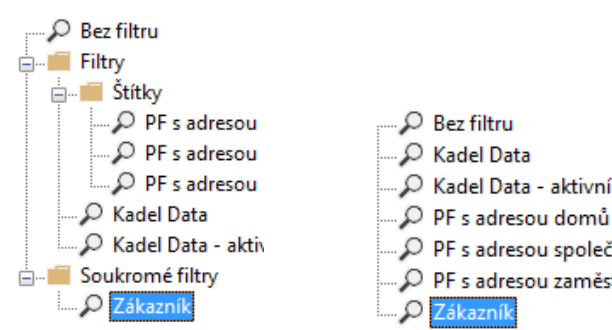 Bez filtru
Filtry
Štítky
PF s adresou
PF s adresou
PF s adresou
Kadel Data
Kadel Data - aktiv
Soukromé filtry
Zákazník
Bez filtru
Kadel Data
Kadel Data - aktivní
PF s adresou domů
PF s adresou společ
PF s adresou zaměs
Zákazník